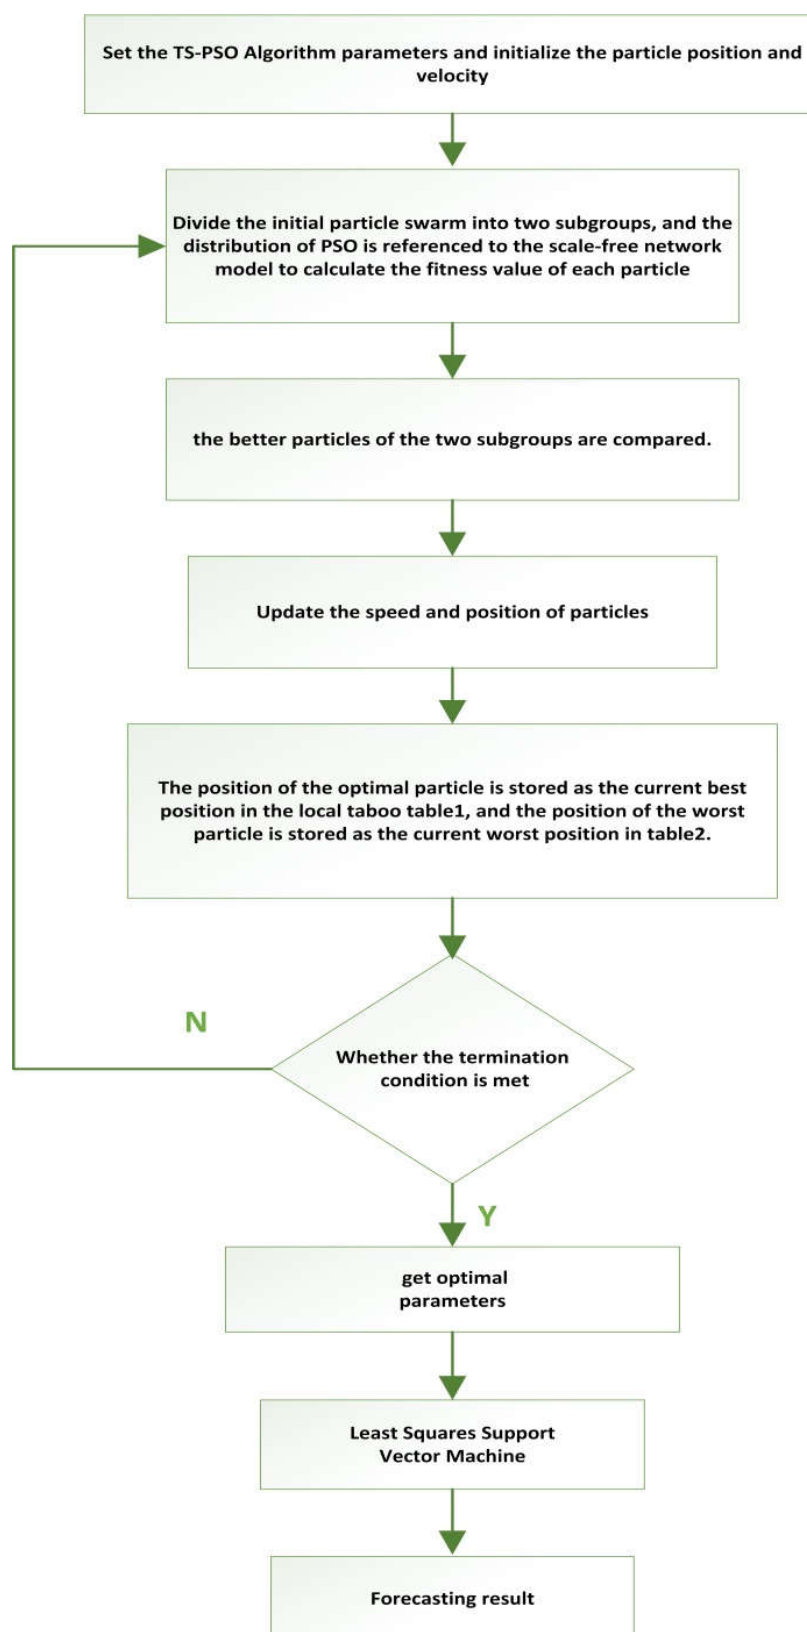 Set the TS-PSO Algorithm parameters and initialize the particle position and
velocity
Divide the initial particle swarm into two subgroups, and the
distribution of PSO is referenced to the scale-free network
model to calculate the fitness value of each particle
the better particles of the two subgroups are compared.
Update the speed and position of particles
The position of the optimal particle is stored as the current best
position in the local taboo table1, and the position of the worst
particle is stored as the current worst position in table2.
N
Whether the termination
condition is met
Y
get optimal
parameters
Least Squares Support
Vector Machine
Forecasting result